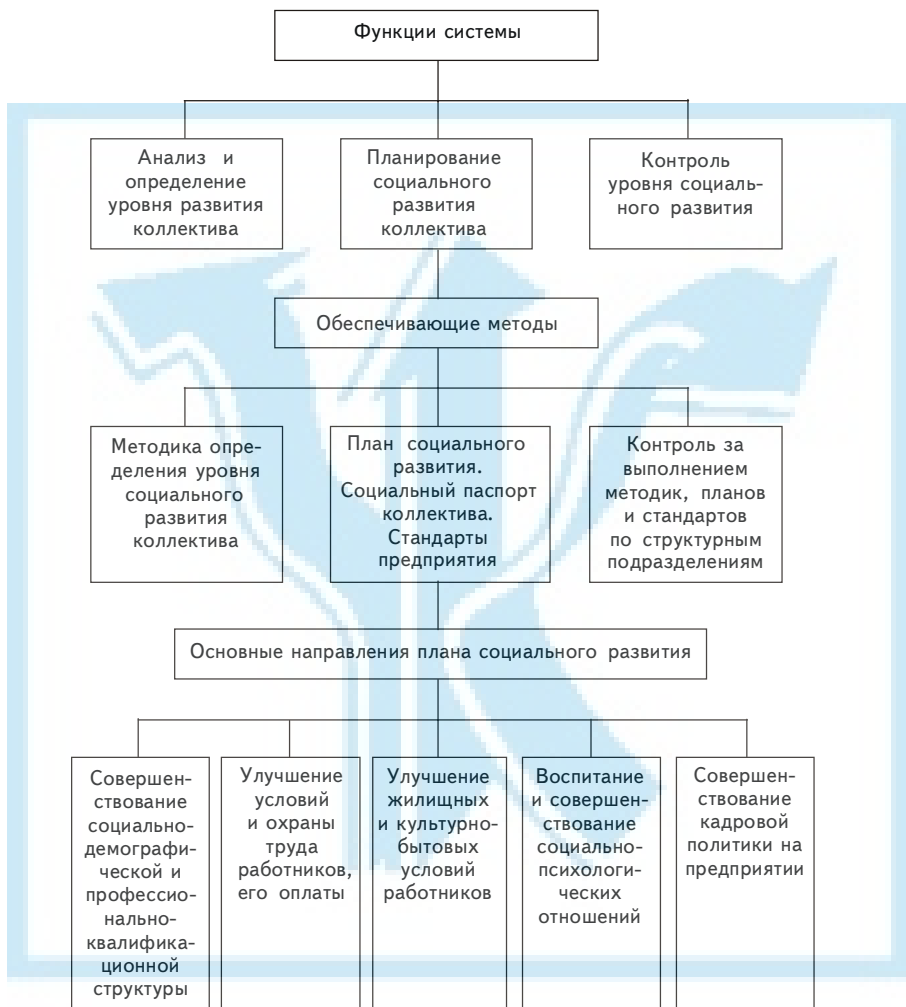 Функции системы
Анализ и
определение
уровня развития
коллектива
Планирование
социального
развития
коллектива
Контроль
уровня социаль-
ного развития
Обеспечивающие методы
Методика опре-
деления уровня
социального
развития
коллектива
План социального
развития.
Социальный паспорт
коллектива.
Стандарты
предприятия
Контроль за
выполнением
методик, планов
и стандартов
по структурным
подразделениям
Основные направления плана социального развития
Совершен-
ствование
социально-
демографи-
ческой и
профессио-
нально-
квалифика-
ционной
структуры
Улучшение
условий
и охраны
труда
работников,
его оплаты
Улучшение
жилищных
и культурно-
бытовых
условий
работников
Воспитание
и совершен-
ствование
социально-
психологи-
ческих
отношений
Совершен-
ствование
кадровой
политики на
предприятии